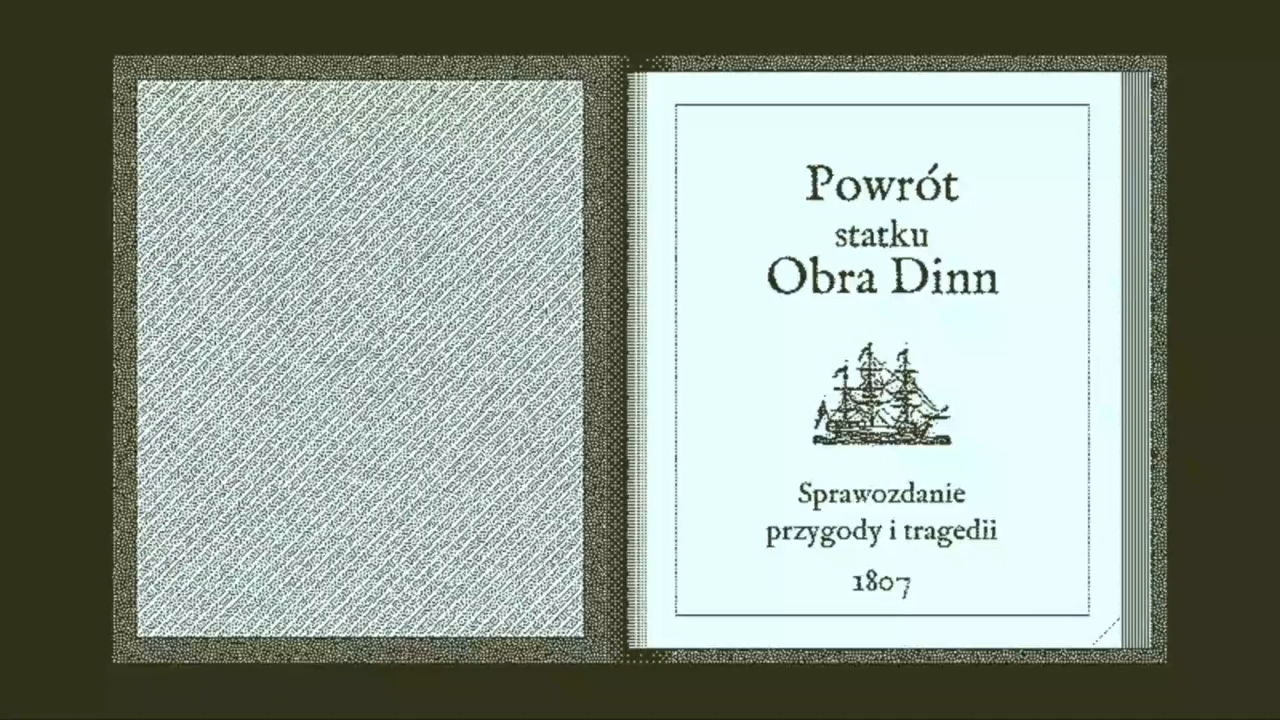 Powrót
statku
Obra Dinn
Sprawozdanie
przygody i tragedii
1807